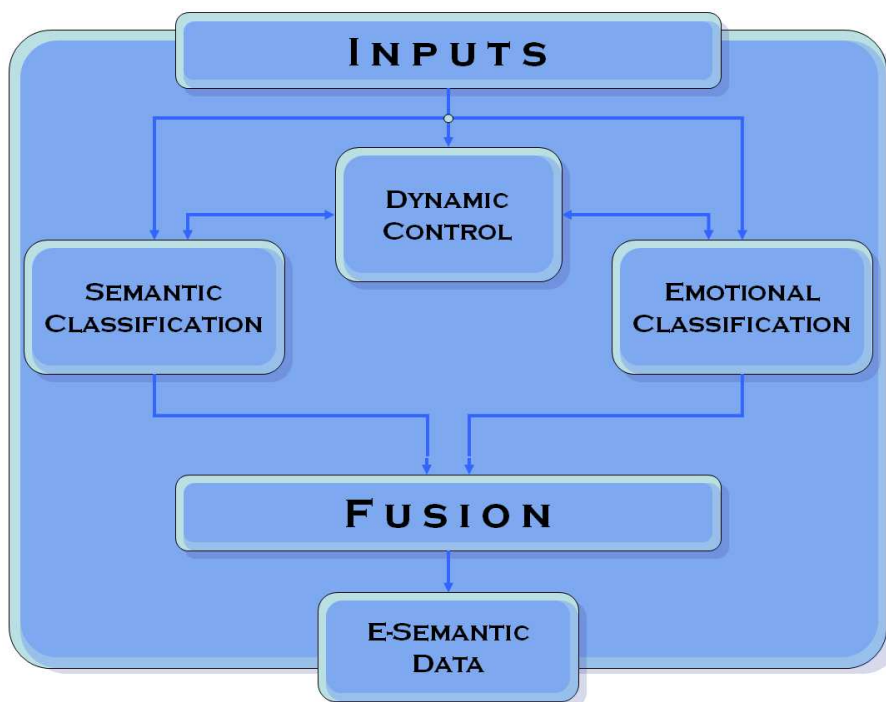 INPUTS
DYNAMIC
CONTROL
SEMANTIC
CLASSIFICATION
EMOTIONAL
CLASSIFICATION
FUSION
E-SEMANTIC
DATA